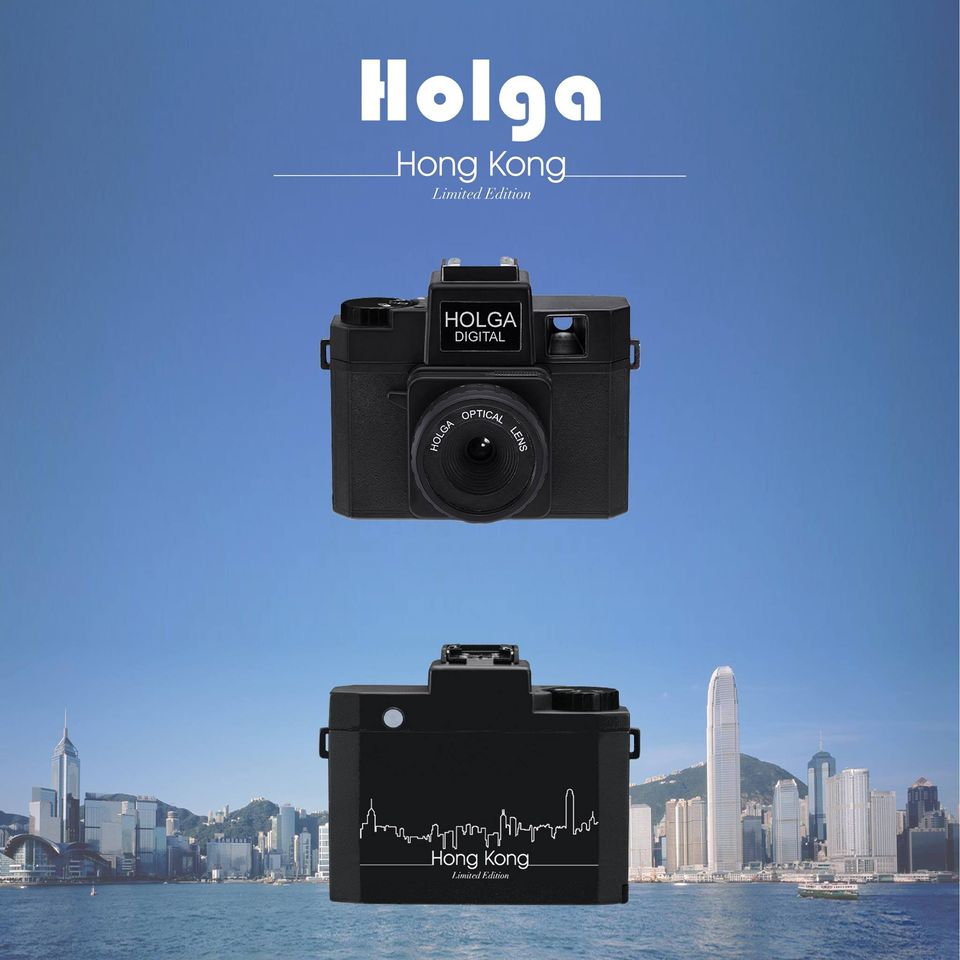 Holga
Hong Kong
Limited Edition
HOLGA
DIGITAL
HOLGA OPTICAL LENS
Hong Kong
Limited Edition